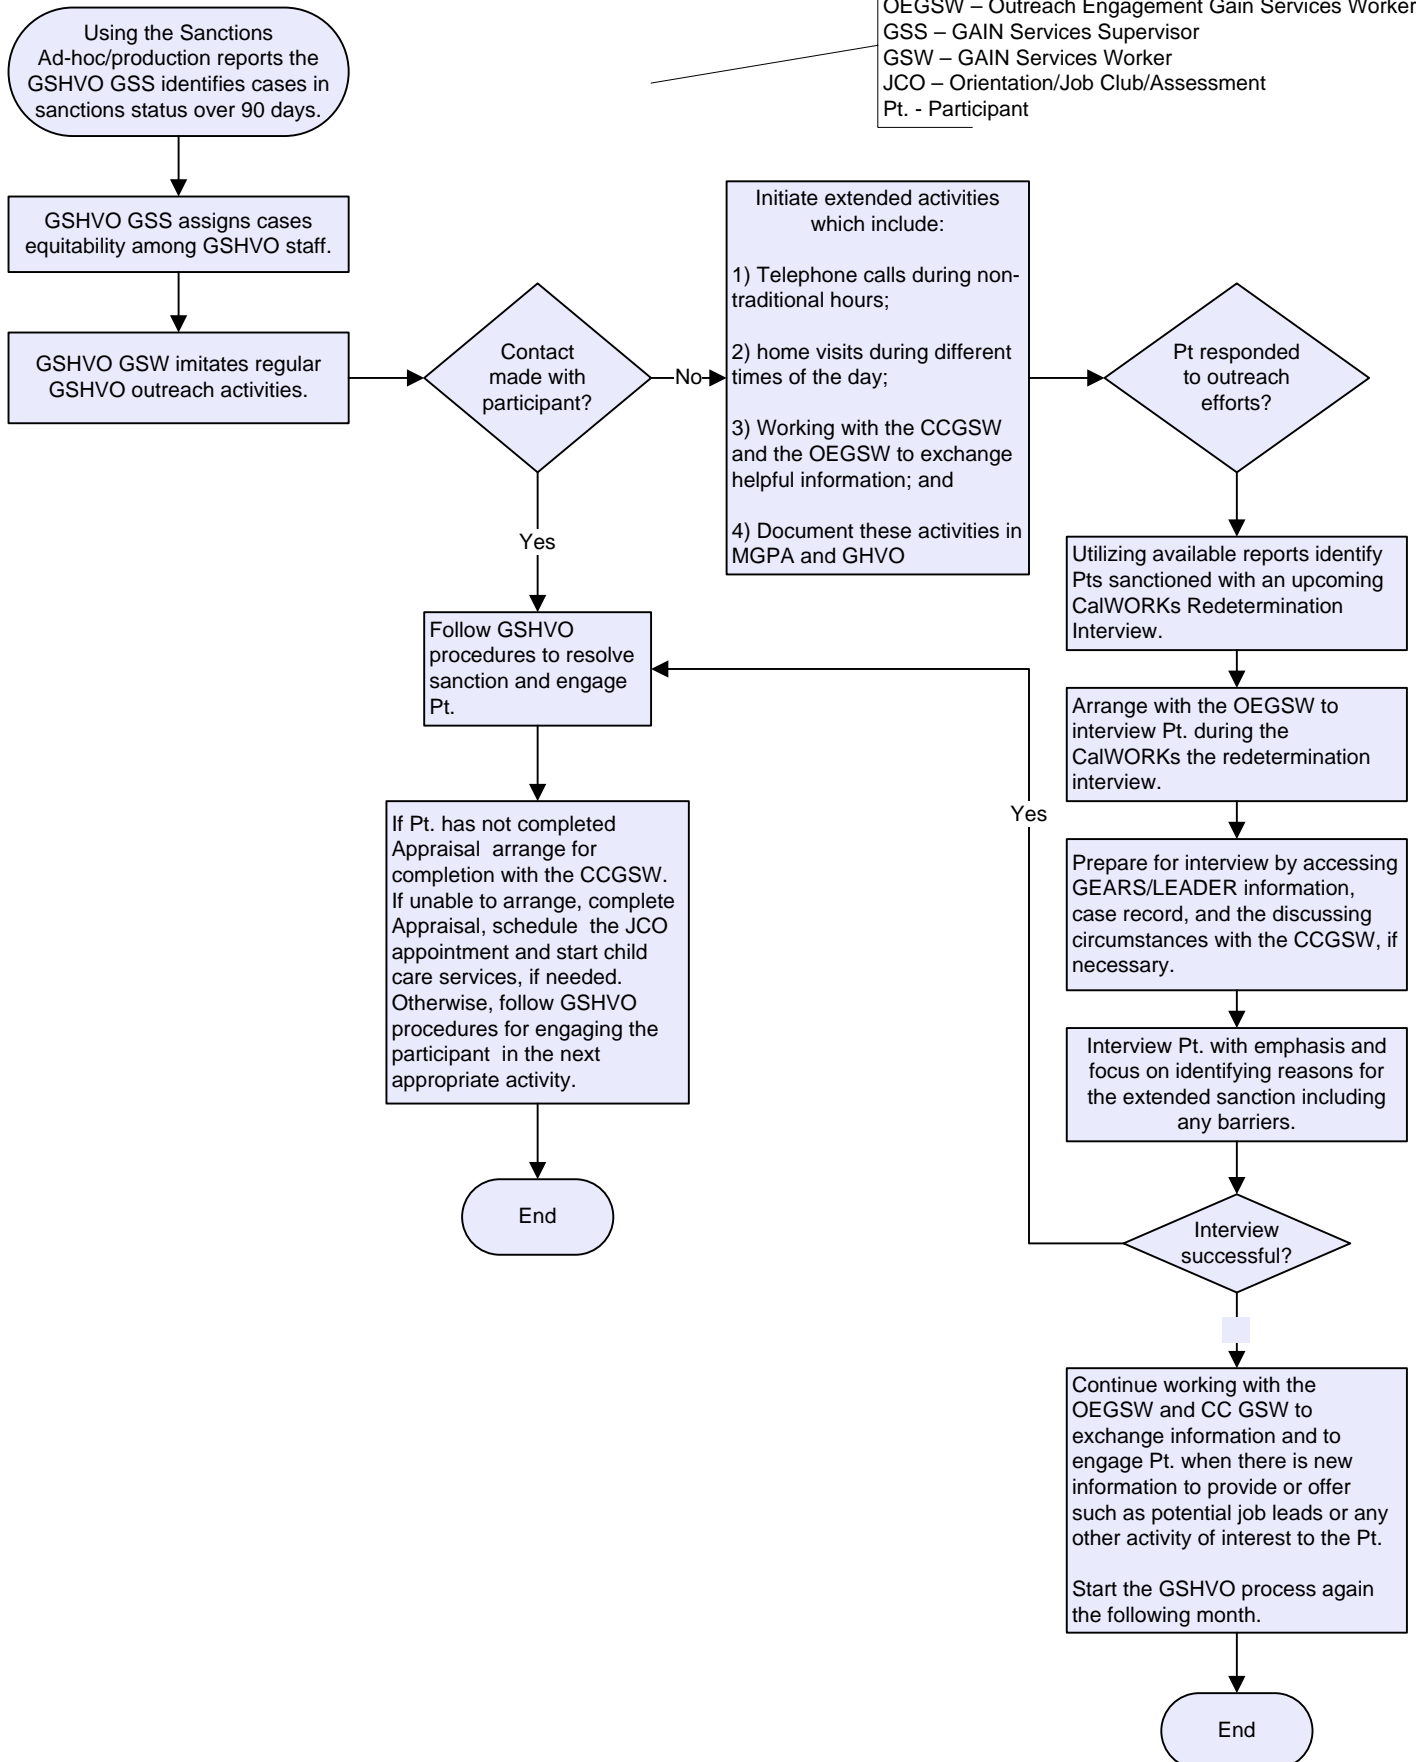 OEGSW – Outreach Engagement Gain Services Worker
GSS – GAIN Services Supervisor
GSW – GAIN Services Worker
JCO – Orientation/Job Club/Assessment
Pt. - Participant
Using the Sanctions
Ad-hoc/production reports the
GSHVO GSS identifies cases in
sanctions status over 90 days.
GSHVO GSS assigns cases
equitability among GSHVO staff.
GSHVO GSW imitates regular
GSHVO outreach activities.
Contact
made with
participant?
No
Initiate extended activities
which include:
1) Telephone calls during non-
traditional hours;
2) home visits during different
times of the day;
3) Working with the CCGSW
and the OEGSW to exchange
helpful information; and
4) Document these activities in
MGPA and GHVO
Pt responded
to outreach
efforts?
Yes
Follow GSHVO
procedures to resolve
sanction and engage
Pt.
If Pt. has not completed
Appraisal arrange for
completion with the CCGSW.
If unable to arrange, complete
Appraisal, schedule the JCO
appointment and start child
care services, if needed.
Otherwise, follow GSHVO
procedures for engaging the
participant in the next
appropriate activity.
End
Utilizing available reports identify
Pts sanctioned with an upcoming
CalWORKs Redetermination
Interview.
Arrange with the OEGSW to
interview Pt. during the
CalWORKs the redetermination
interview.
Prepare for interview by accessing
GEARS/LEADER information,
case record, and the discussing
circumstances with the CCGSW, if
necessary.
Interview Pt. with emphasis and
focus on identifying reasons for
the extended sanction including
any barriers.
Interview
successful?
Yes
Continue working with the
OEGSW and CC GSW to
exchange information and to
engage Pt. when there is new
information to provide or offer
such as potential job leads or any
other activity of interest to the Pt.
Start the GSHVO process again
the following month.
End